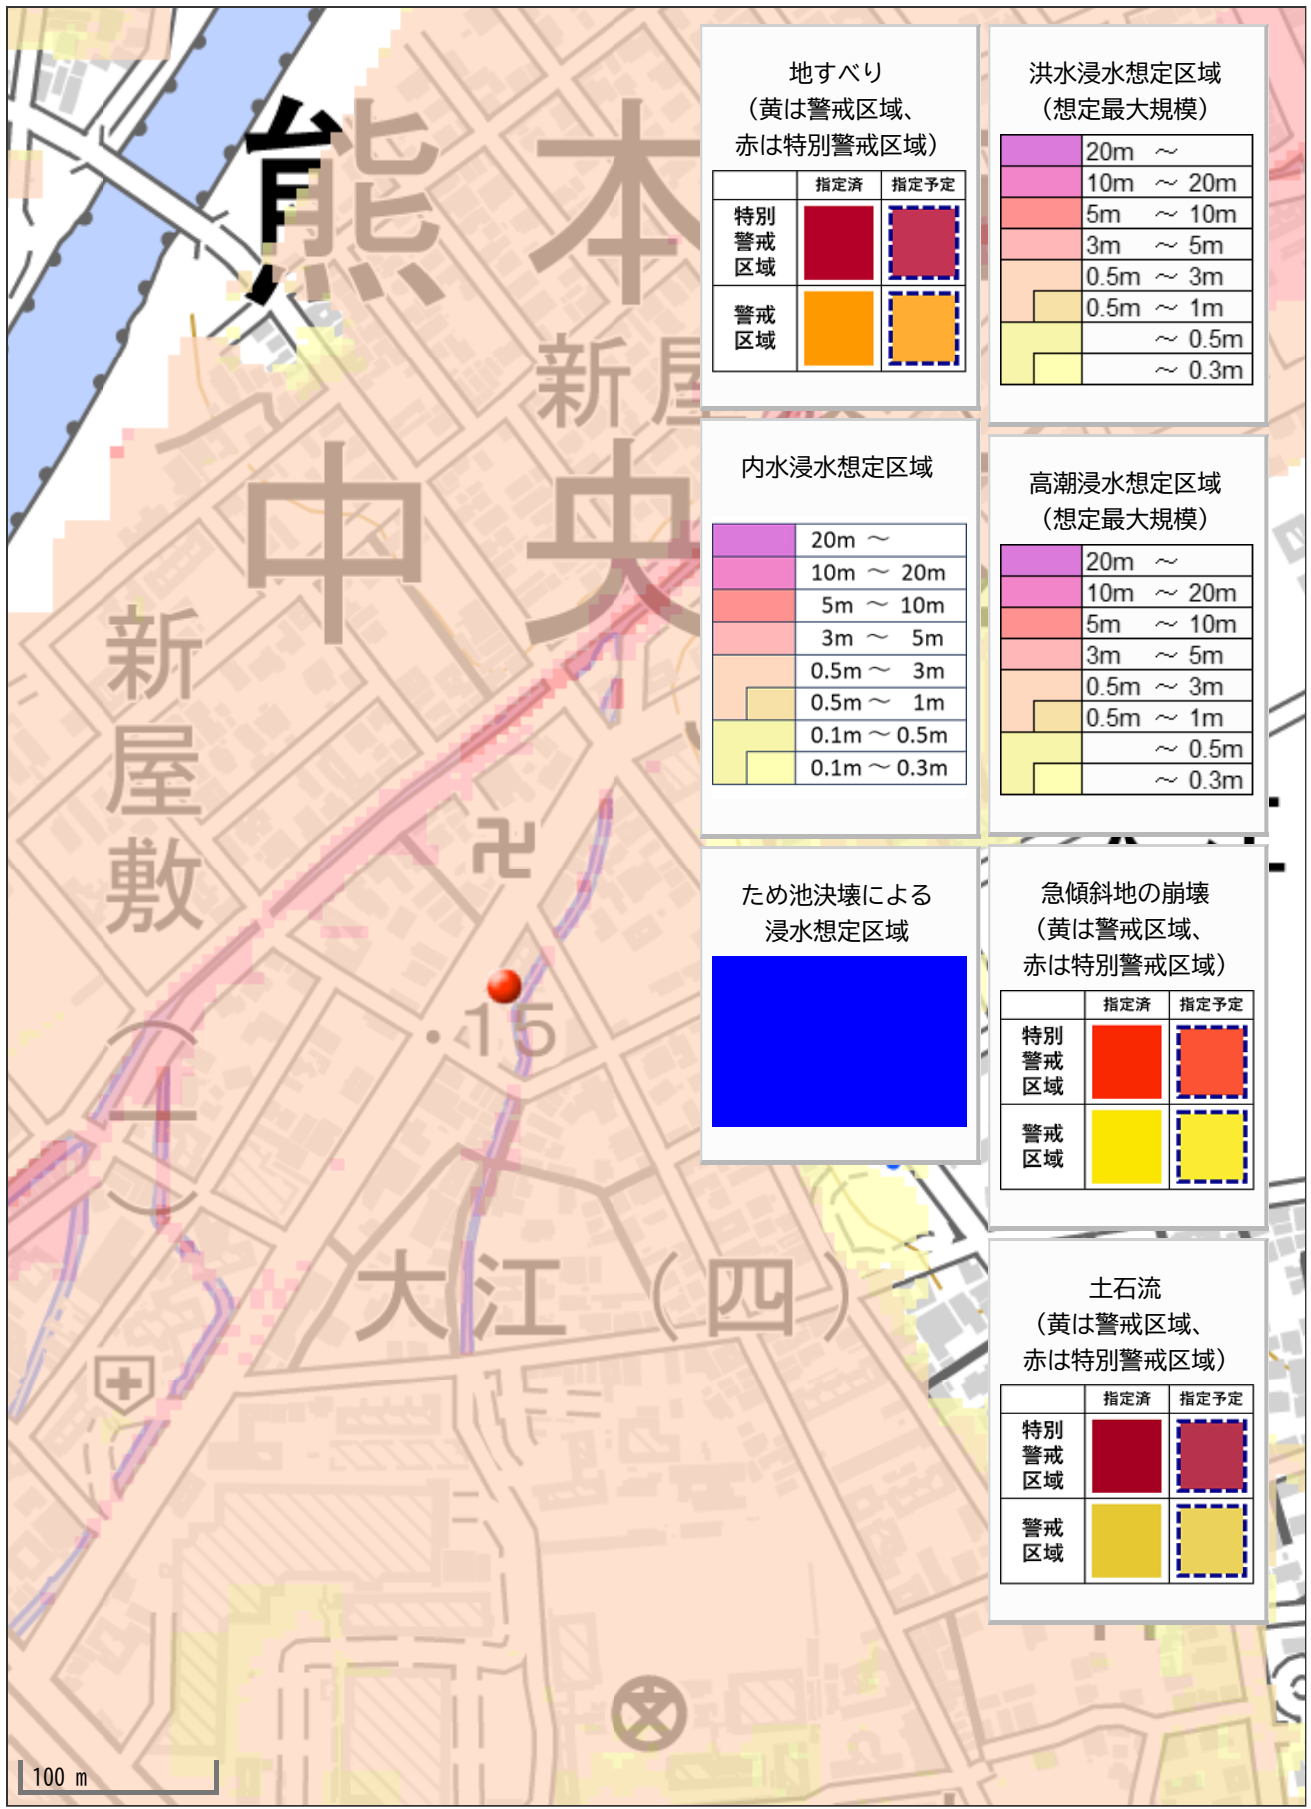 熊本
新屋
中央
新屋敷
（一）
・15
大江（四）
100 m
地すべり
（黄は警戒区域、
赤は特別警戒区域）
指定済 指定予定
特別
警戒
区域
警戒
区域
洪水浸水想定区域
（想定最大規模）
20m ～
10m ～ 20m
5m ～ 10m
3m ～ 5m
0.5m ～ 3m
0.5m ～ 1m
～ 0.5m
～ 0.3m
内水浸水想定区域
20m ～
10m ～ 20m
5m ～ 10m
3m ～ 5m
0.5m ～ 3m
0.5m ～ 1m
0.1m ～ 0.5m
0.1m ～ 0.3m
高潮浸水想定区域
（想定最大規模）
20m ～
10m ～ 20m
5m ～ 10m
3m ～ 5m
0.5m ～ 3m
0.5m ～ 1m
～ 0.5m
～ 0.3m
ため池決壊による
浸水想定区域
急傾斜地の崩壊
（黄は警戒区域、
赤は特別警戒区域）
指定済 指定予定
特別
警戒
区域
警戒
区域
土石流
（黄は警戒区域、
赤は特別警戒区域）
指定済 指定予定
特別
警戒
区域
警戒
区域